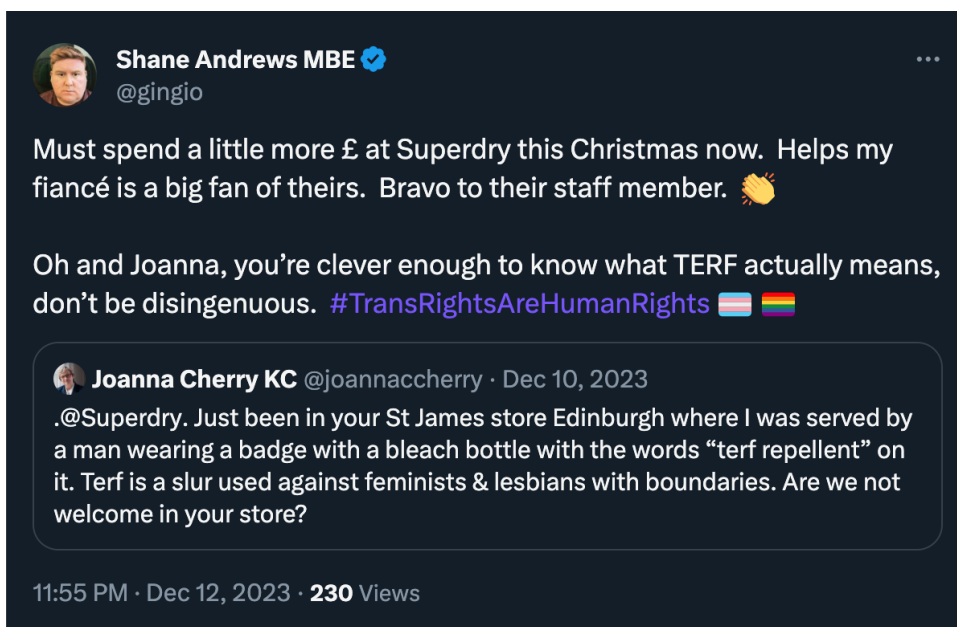 Shane Andrews MBE
@gingio
Must spend a little more £ at Superdry this Christmas now.  Helps my
fiancé is a big fan of theirs.  Bravo to their staff member. 👏
Oh and Joanna, you’re clever enough to know what TERF actually means,
don’t be disingenuous.  #TransRightsAreHumanRights 🏳️‍⚧️ 🏳️‍🌈
Joanna Cherry KC @joannaccherry · Dec 10, 2023
.@Superdry. Just been in your St James store Edinburgh where I was served by
a man wearing a badge with a bleach bottle with the words “terf repellent” on
it. Terf is a slur used against feminists & lesbians with boundaries. Are we not
welcome in your store?
11:55 PM · Dec 12, 2023 · 230 Views